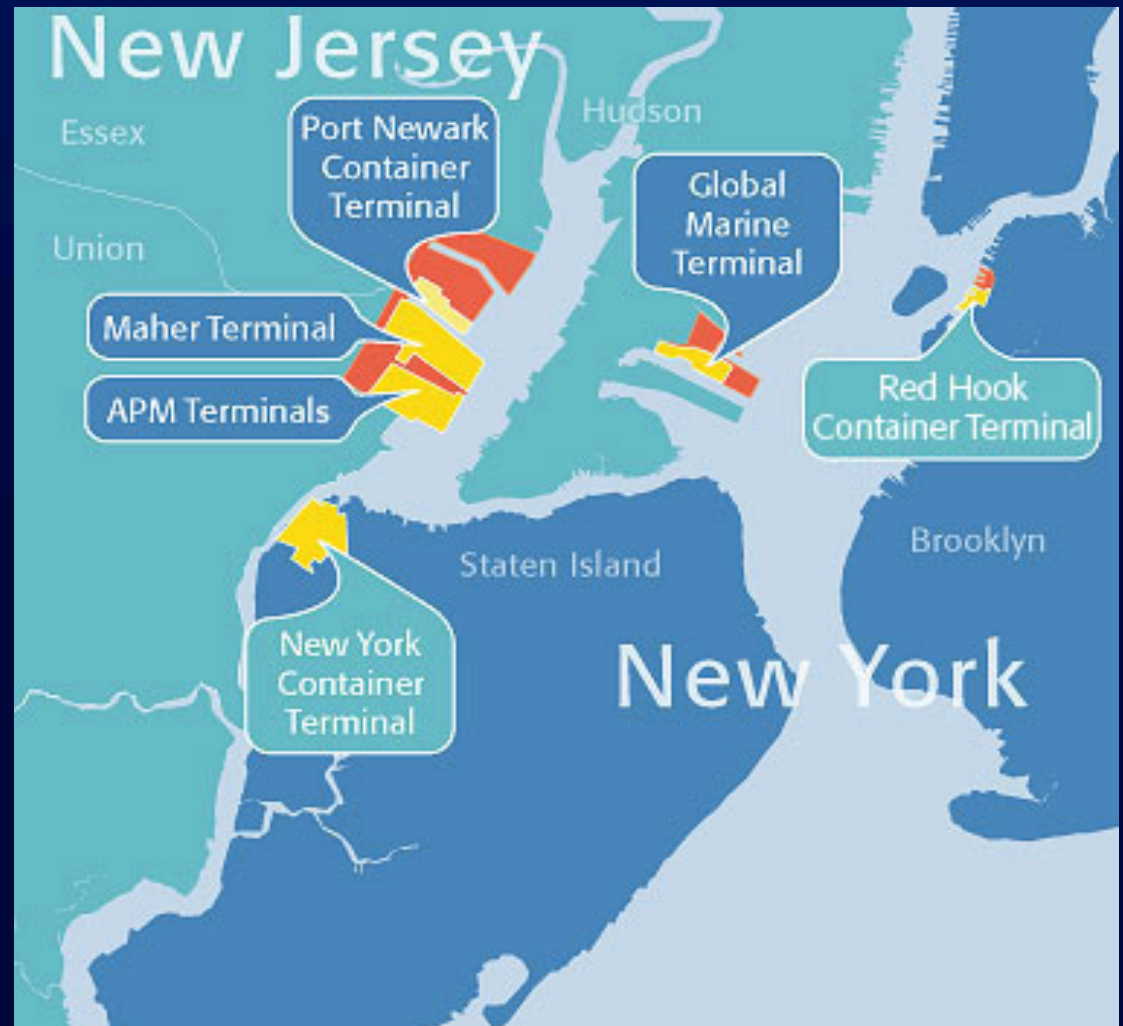 New Jersey
Essex
Port Newark
Container
Terminal
Hudson
Global
Marine
Terminal
Union
Maher Terminal
APM Terminals
Red Hook
Container Terminal
Staten Island
Brooklyn
New York
Container
Terminal
New York